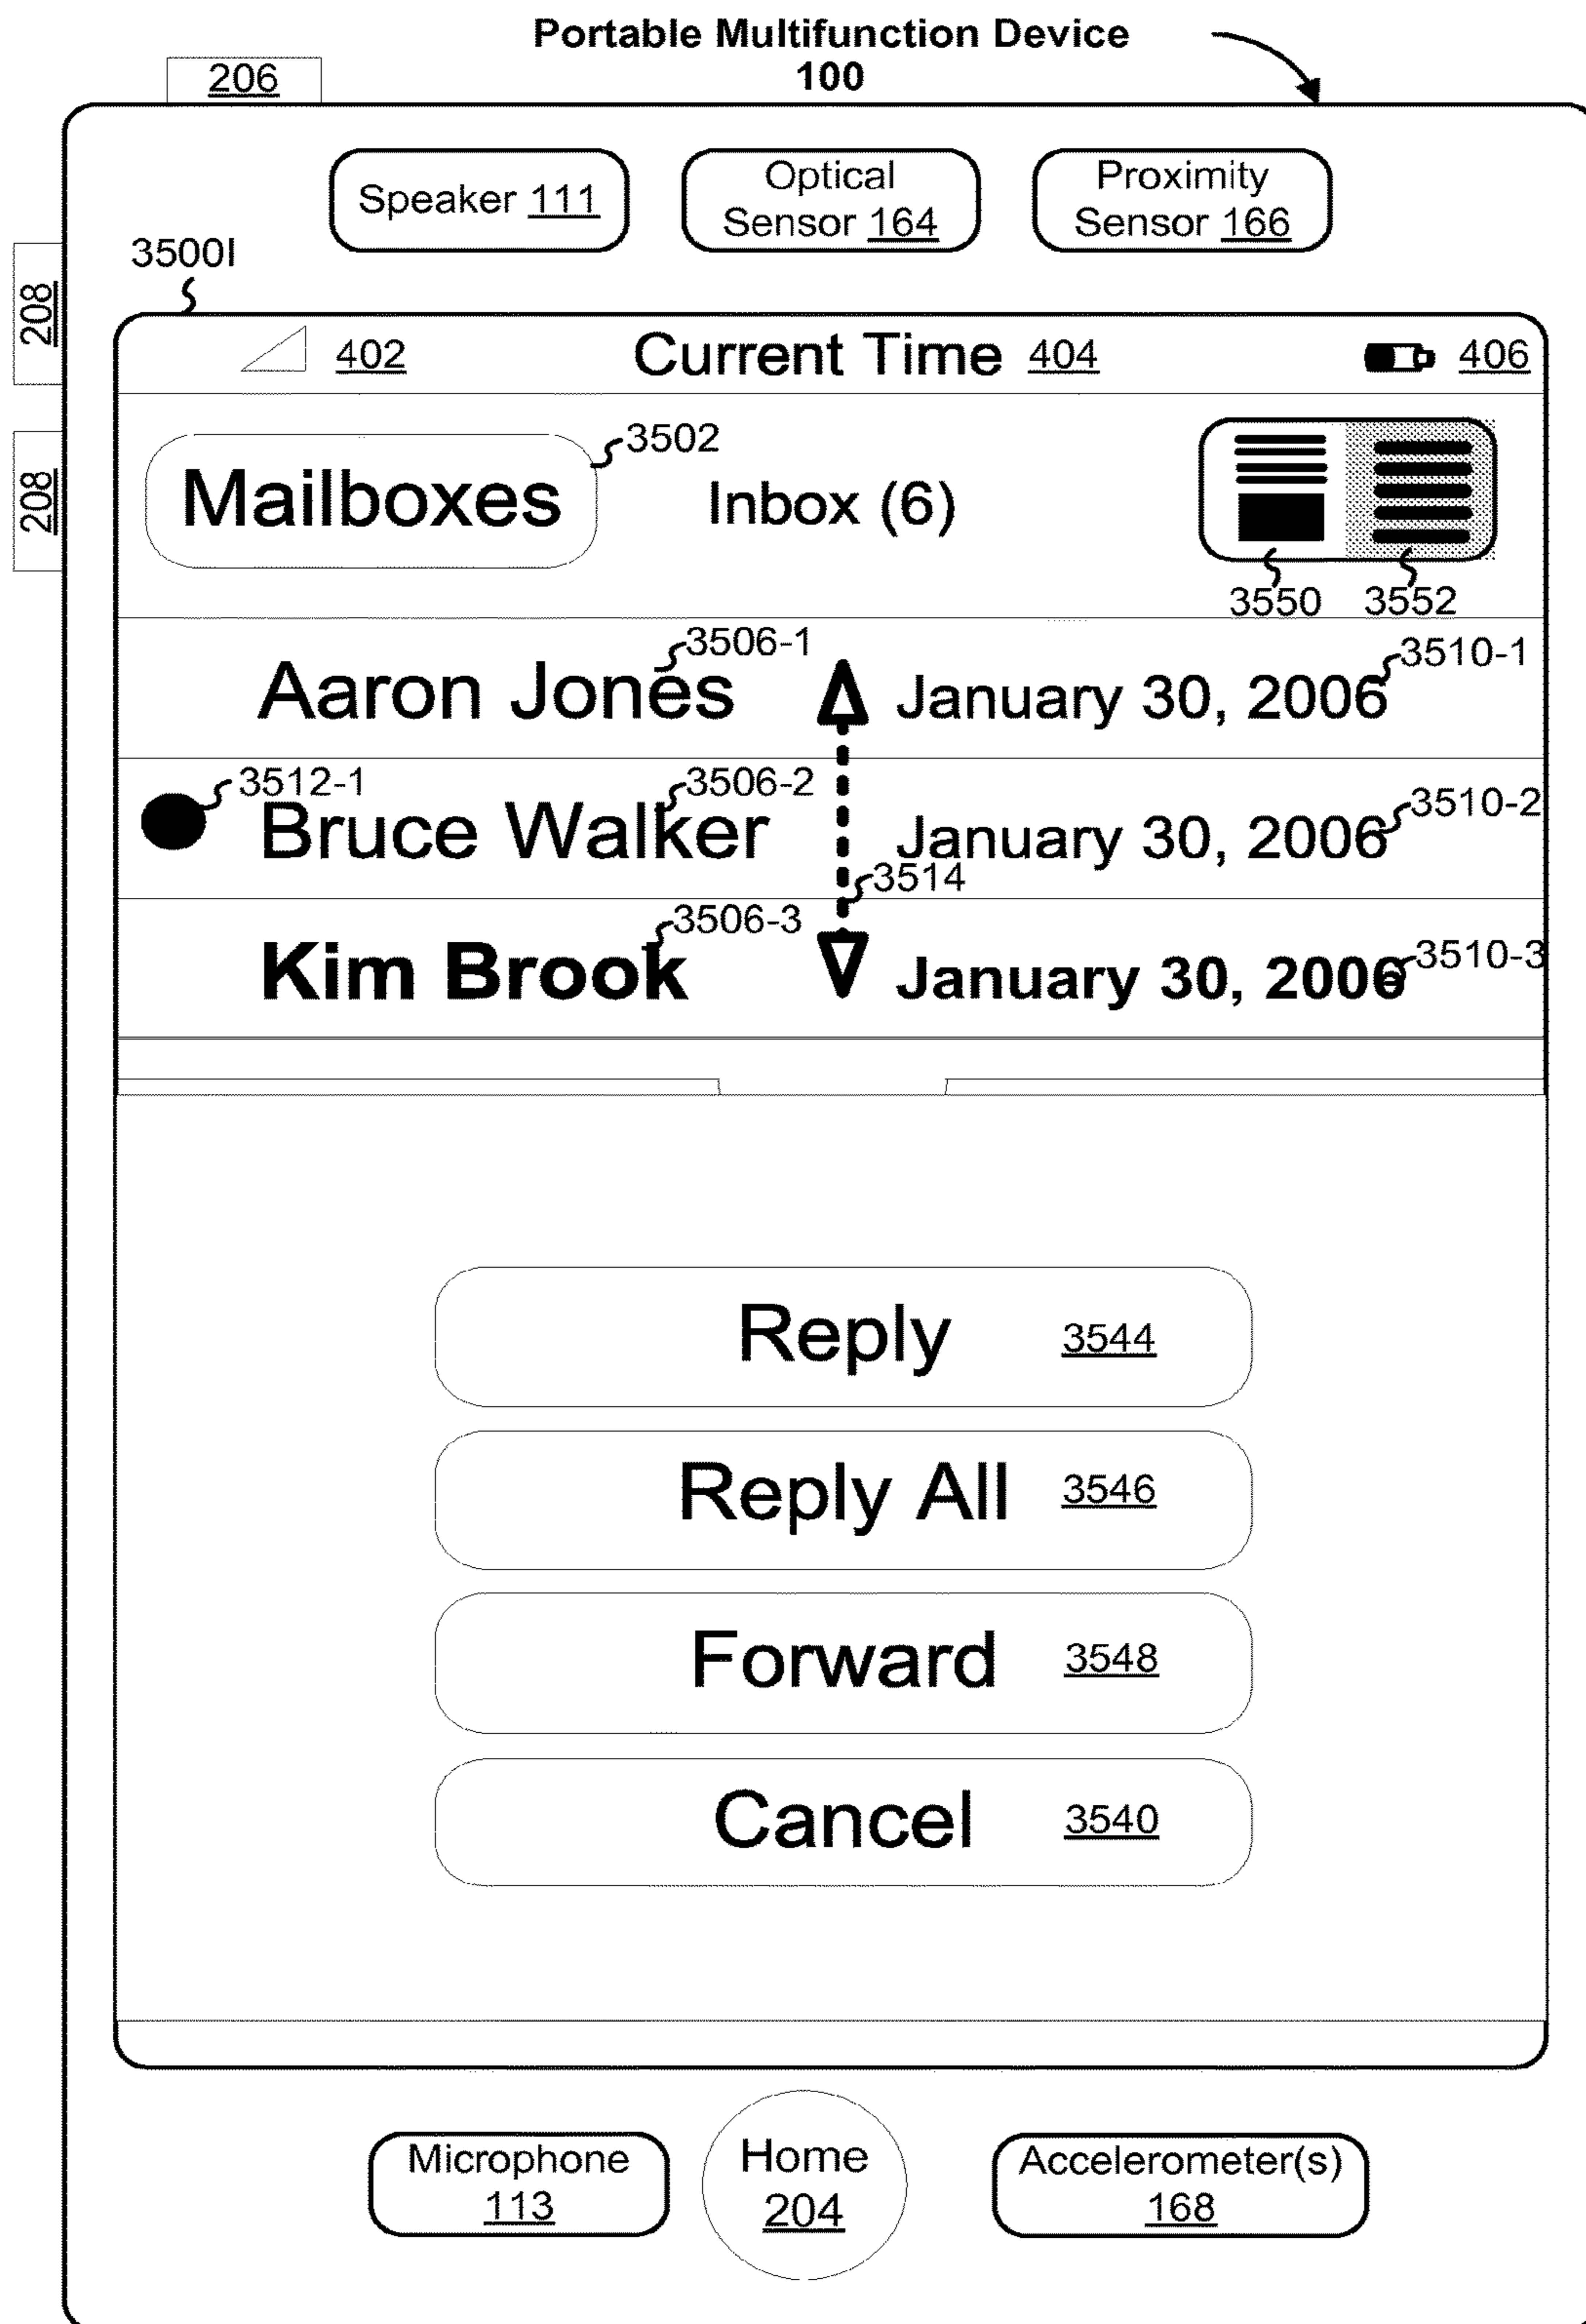 Portable Multifunction Device
100
206
Speaker 111
Optical
Sensor 164
Proximity
Sensor 166
208
208
3500I
402
Current Time 404
406
Mailboxes
3502
Inbox (6)
3550
3552
Aaron Jones
3506-1
January 30, 2006
3510-1
3512-1
Bruce Walker
3506-2
January 30, 2006
3510-2
3514
Kim Brook
3506-3
January 30, 2006
3510-3
Reply 3544
Reply All 3546
Forward 3548
Cancel 3540
Microphone
113
Home
204
Accelerometer(s)
168